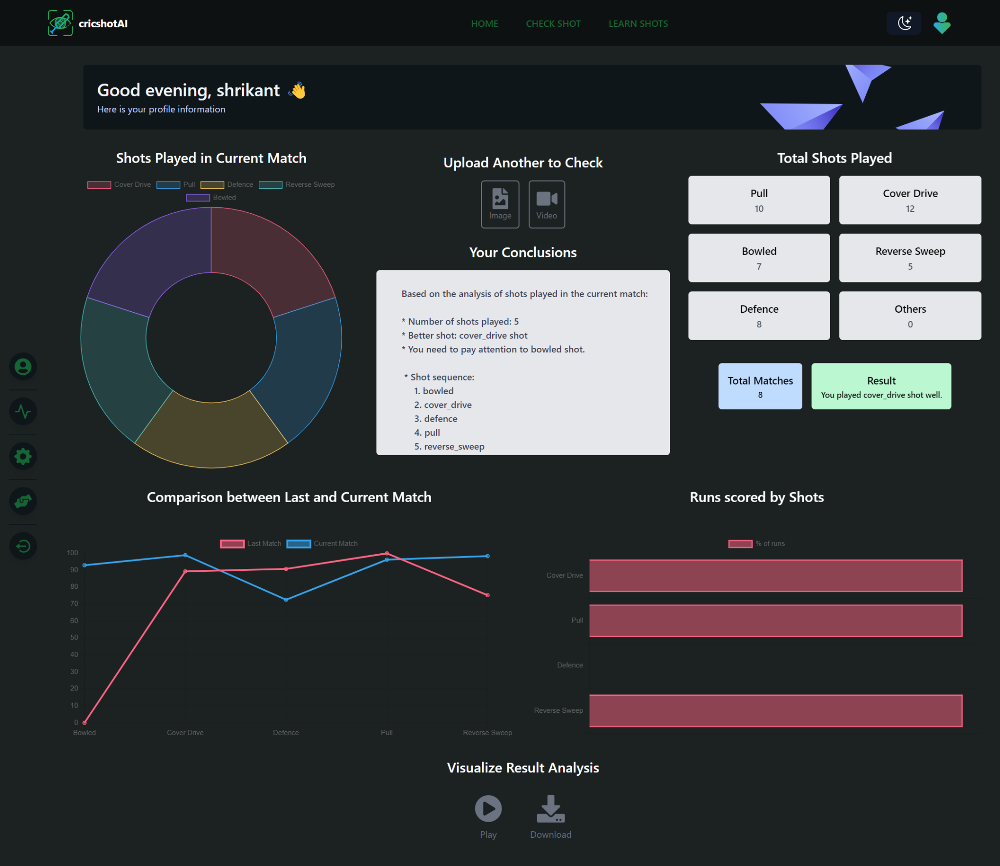 cricshotAI
HOME
CHECK SHOT
LEARN SHOTS
Good evening, shrikant 👋
Here is your profile information
Shots Played in Current Match
Cover Drive
Pull
Defence
Reverse Sweep
Bowled
Upload Another to Check
Image
Video
Your Conclusions
Based on the analysis of shots played in the current match:
* Number of shots played: 5
* Better shot: cover_drive shot
* You need to pay attention to bowled shot.
* Shot sequence:
1. bowled
2. cover_drive
3. defence
4. pull
5. reverse_sweep
Total Shots Played
Pull
10
Cover Drive
12
Bowled
7
Reverse Sweep
5
Defence
8
Others
0
Total Matches
8
Result
You played cover_drive shot well.
Comparison between Last and Current Match
Last Match
Current Match
100
90
80
70
60
50
40
30
20
10
0
Bowled
Cover Drive
Defence
Pull
Reverse Sweep
Runs scored by Shots
% of runs
Cover Drive
Pull
Defence
Reverse Sweep
Visualize Result Analysis
Play
Download